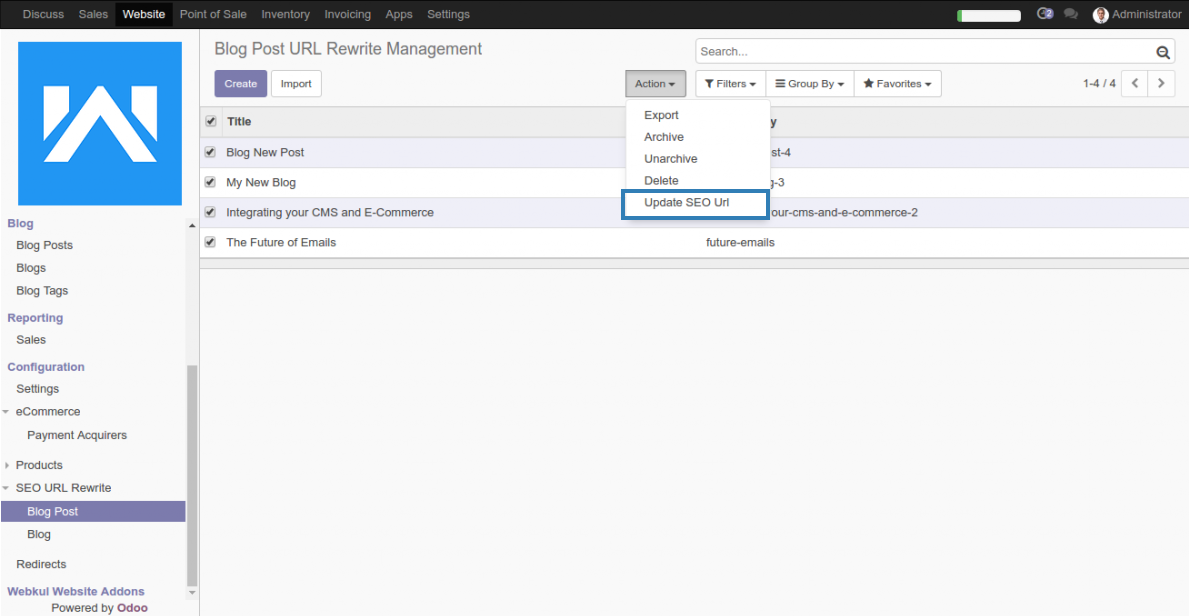 Discuss Sales Website Point of Sale Inventory Invoicing Apps Settings 2 Administrator
Blog Post URL Rewrite Management
Search...
Create Import Action Filters Group By Favorites 1-4 / 4
Export
Archive
Unarchive
Delete
Update SEO Url
Title y
Blog New Post st-4
My New Blog g-3
Integrating your CMS and E-Commerce our-cms-and-e-commerce-2
The Future of Emails future-emails
Blog
Blog Posts
Blogs
Blog Tags
Reporting
Sales
Configuration
Settings
eCommerce
Payment Acquirers
Products
SEO URL Rewrite
Blog Post
Blog
Redirects
Webkul Website Addons
Powered by Odoo